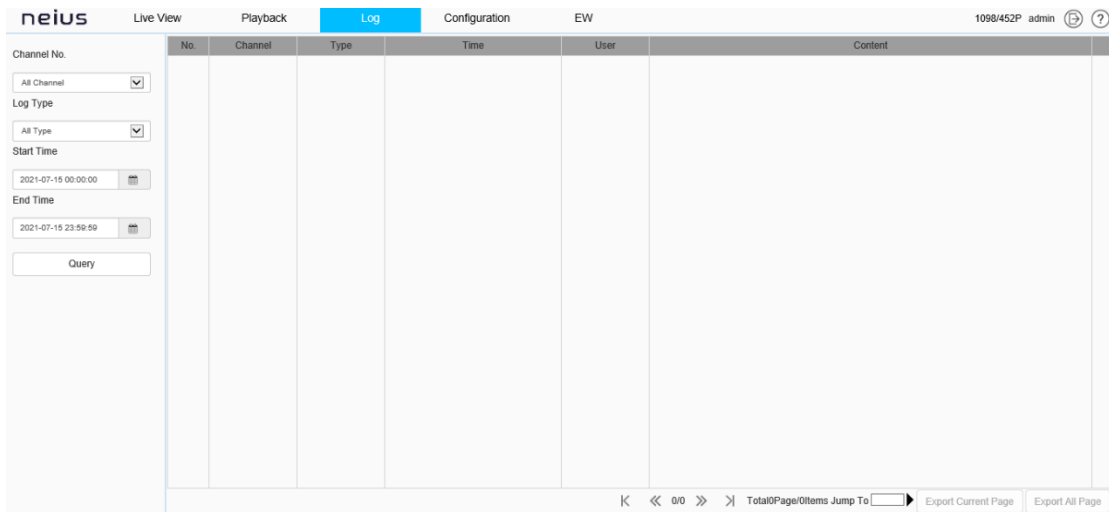 neius Live View Playback Log Configuration EW 1098/452P admin ?
Channel No.
All Channel
Log Type
All Type
Start Time
2021-07-15 00:00:00
End Time
2021-07-15 23:59:59
Query
No. Channel Type Time User Content
0/0 Total0Page/0Items Jump To Export Current Page Export All Page